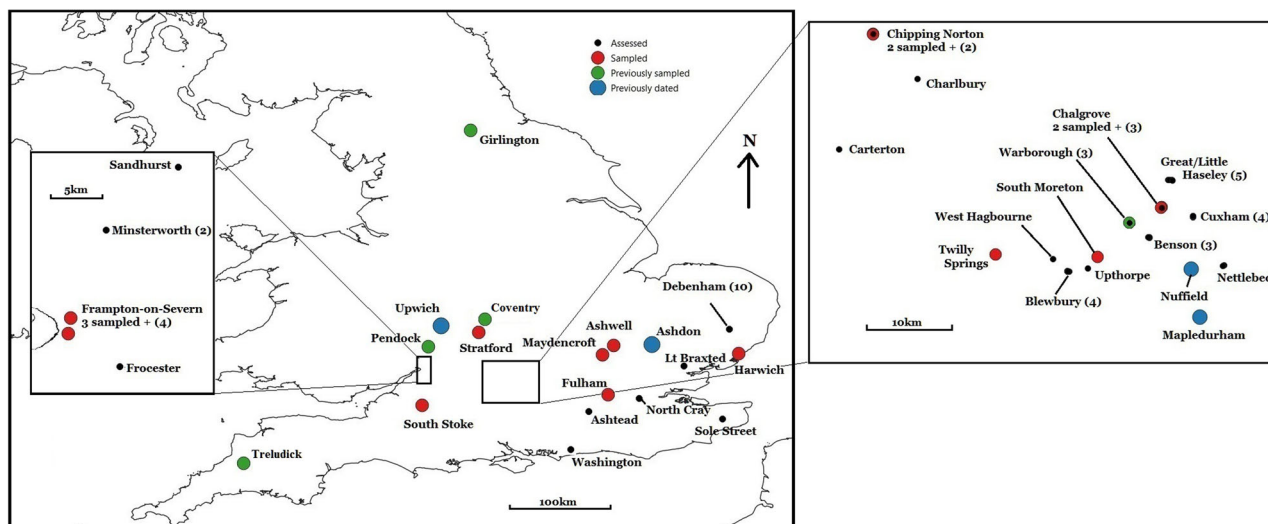 Assessed
Sampled
Previously sampled
Previously dated
N
Girlington
Sandhurst
5km
Minsterworth (2)
Frampton-on-Severn
3 sampled + (4)
Frocester
Upwich
Pendock
Coventry
Stratford
Debenham (10)
Ashwell
Maydencroft
Ashdon
Lt Braxted
Harwich
Fulham
North Cray
Ashtead
Sole Street
South Stoke
Washington
Treludick
100km
Chipping Norton
2 sampled + (2)
Charlbury
Chalgrove
2 sampled + (3)
Carterton
Warborough (3)
Great/Little
Haseley (5)
South Moreton
West Hagbourne
Cuxham (4)
Twilly
Springs
Benson (3)
Upthorpe
Nettlebed
Blewbury (4)
Nuffield
10km
Mapledurham